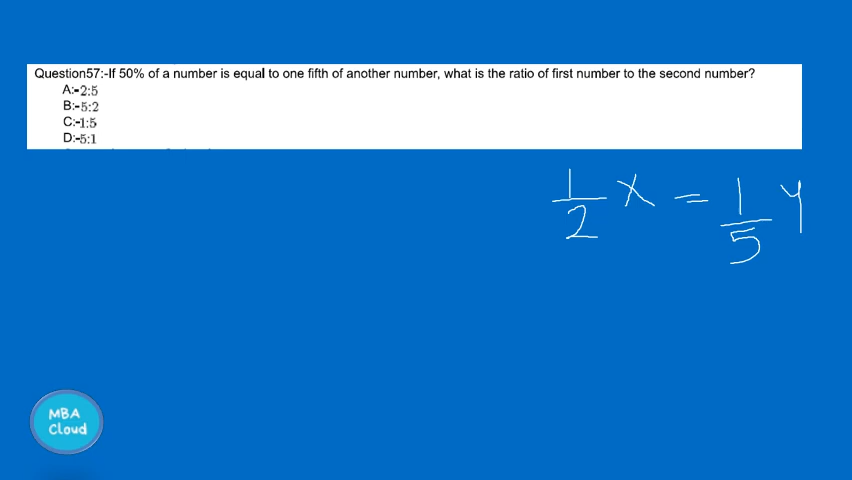 Question57:-If 50% of a number is equal to one fifth of another number, what is the ratio of first number to the second number?
A:-2:5
B:-5:2
C:-1:5
D:-5:1
1/2 x = 1/5 y
MBA
Cloud